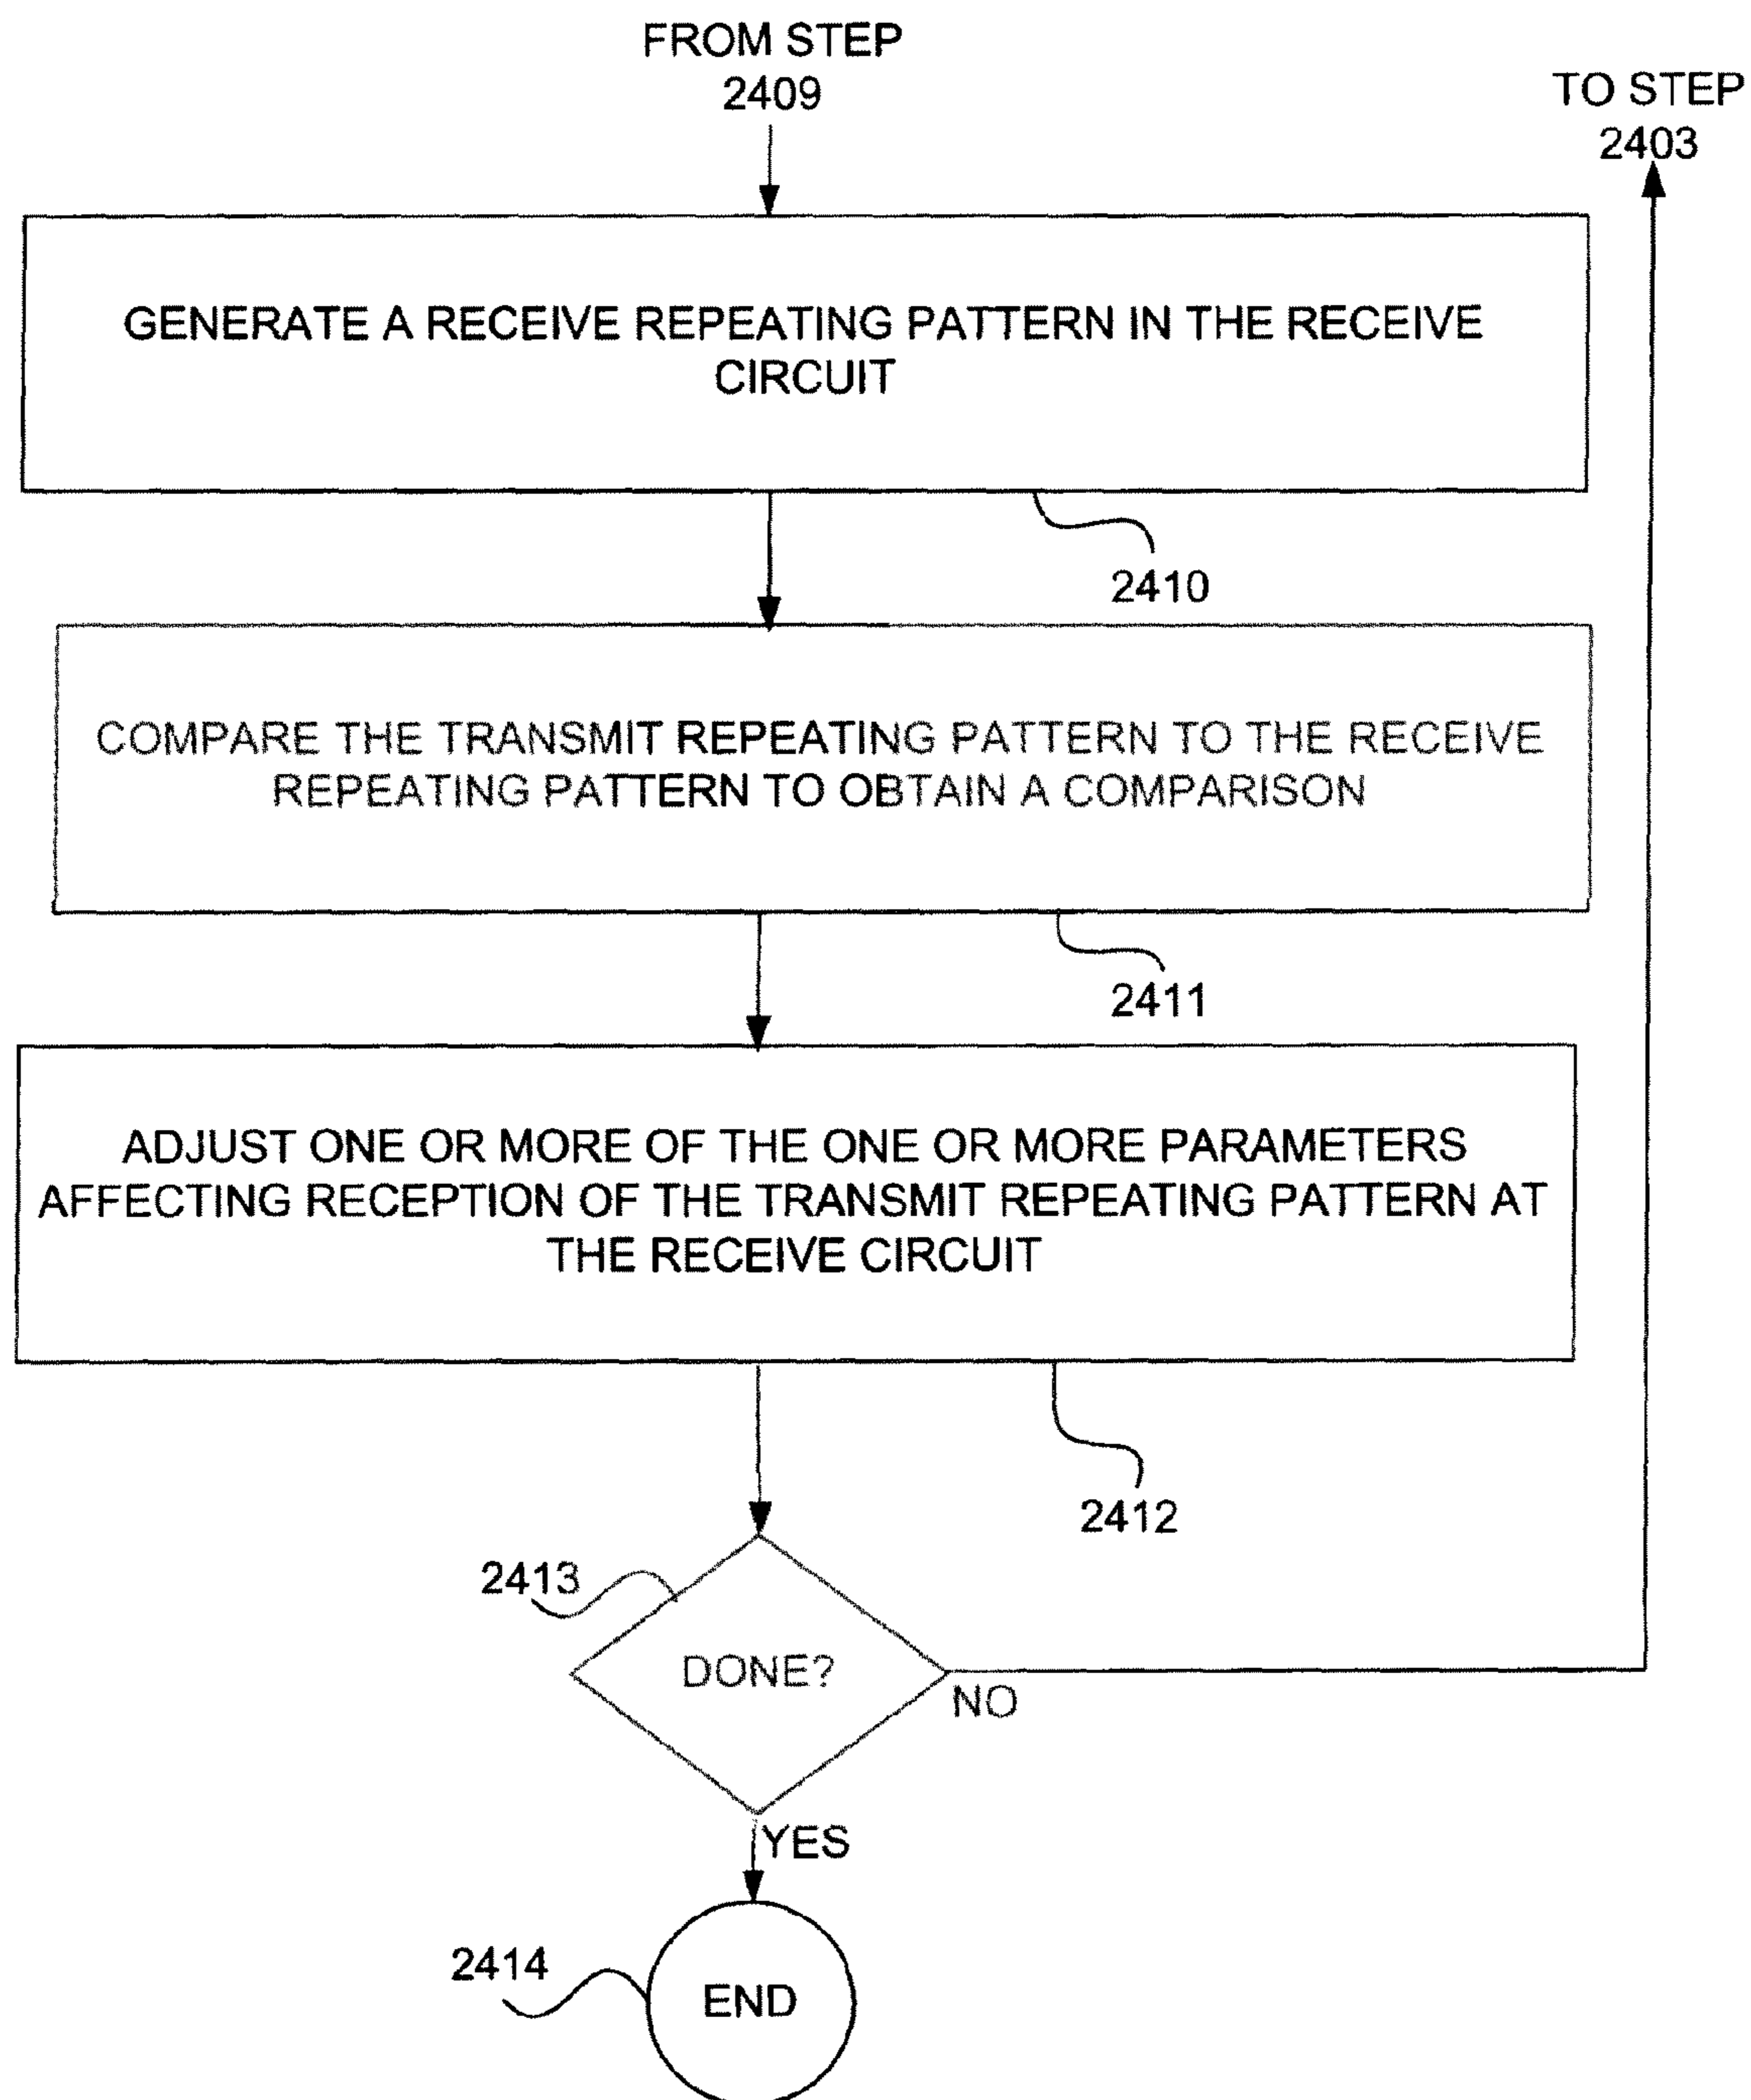 FROM STEP
2409
TO STEP
2403
GENERATE A RECEIVE REPEATING PATTERN IN THE RECEIVE
CIRCUIT
2410
COMPARE THE TRANSMIT REPEATING PATTERN TO THE RECEIVE
REPEATING PATTERN TO OBTAIN A COMPARISON
2411
ADJUST ONE OR MORE OF THE ONE OR MORE PARAMETERS
AFFECTING RECEPTION OF THE TRANSMIT REPEATING PATTERN AT
THE RECEIVE CIRCUIT
2412
2413
DONE?
NO
YES
2414
END